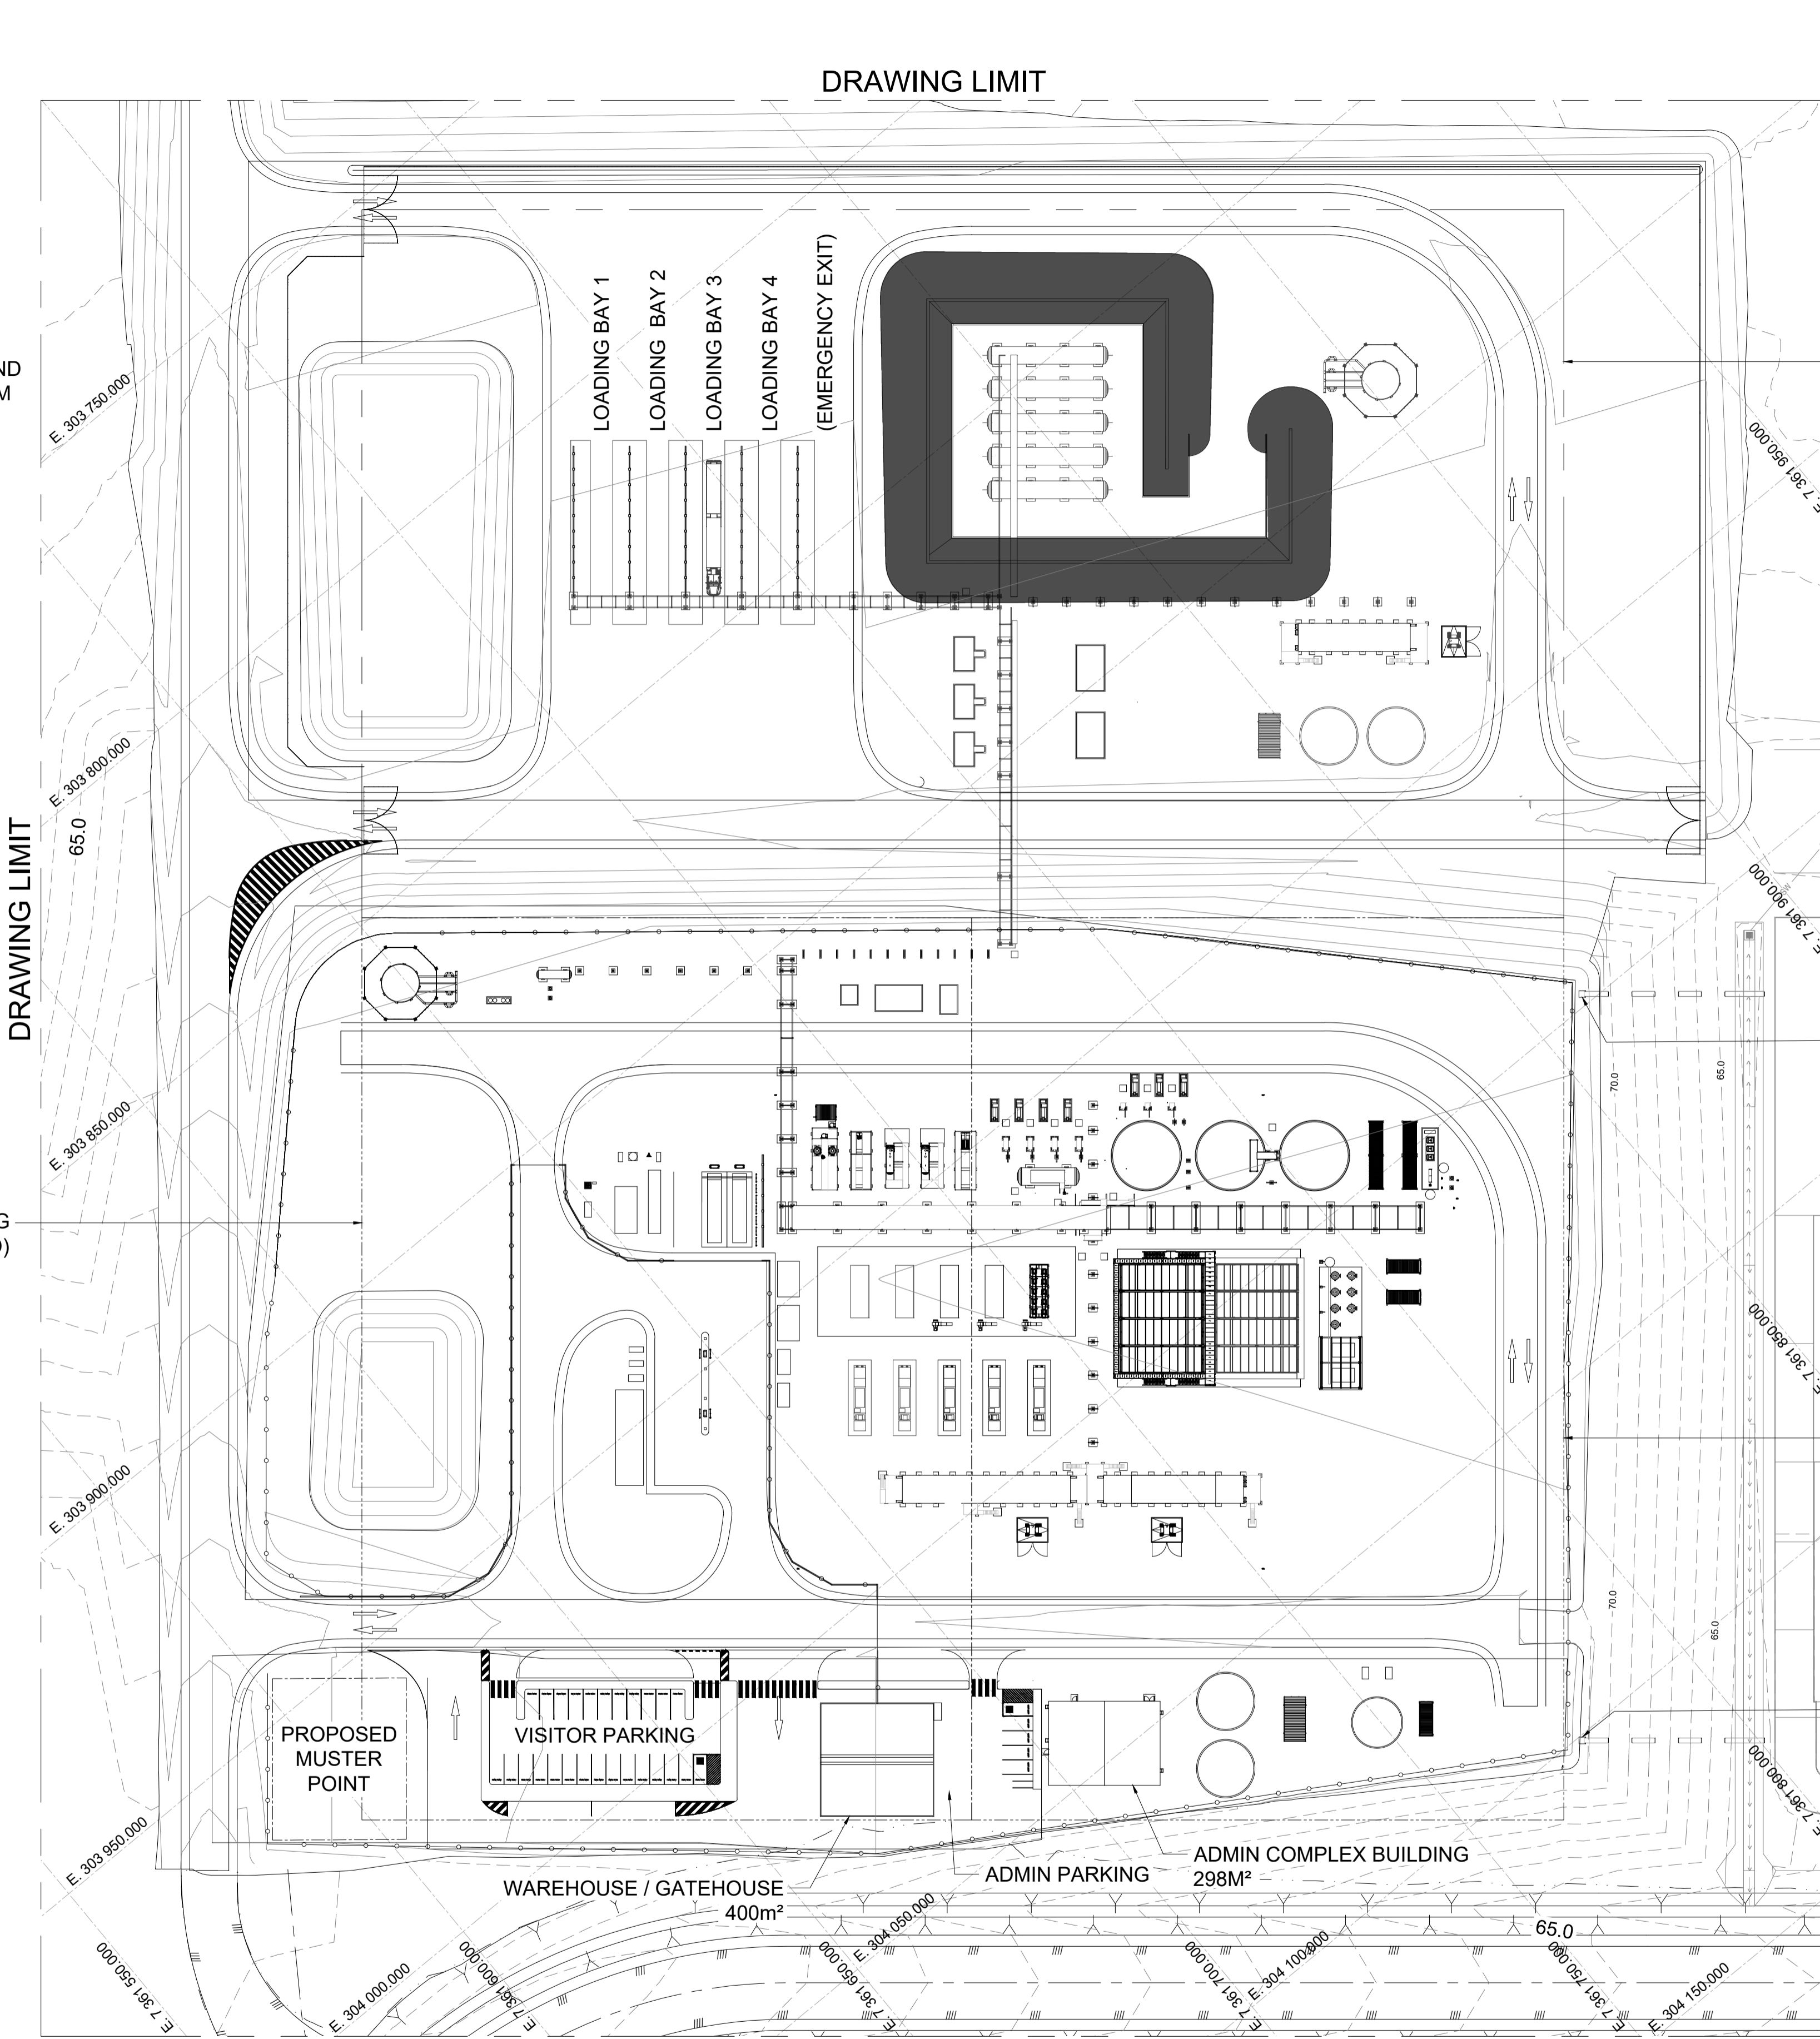 DRAWING LIMIT
ND
M
E. 303 750.000
LOADING BAY 1
LOADING BAY 2
LOADING BAY 3
LOADING BAY 4
(EMERGENCY EXIT)
7 361 950.000
E. 303 800.000
65.0
DRAWING LIMIT
7 361 900.000
E. 303 850.000
70.0
65.0
G
7 361 850.000
E. 303 900.000
70.0
65.0
PROPOSED
MUSTER
POINT
VISITOR PARKING
7 361 800.000
E. 303 950.000
WAREHOUSE / GATEHOUSE
400m²
ADMIN PARKING
ADMIN COMPLEX BUILDING
298M²
65.0
E. 7 361 550.000
E. 304 000.000
E. 7 361 600.000
E. 304 050.000
E. 7 361 650.000
E. 7 361 700.000
E. 304 100.000
E. 7 361 750.000
E. 304 150.000